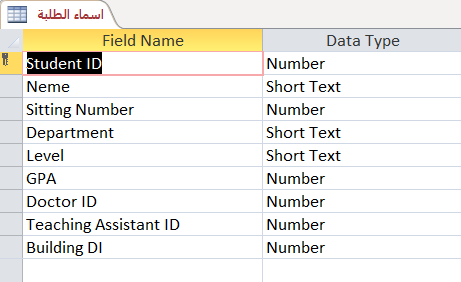 اسماء الطلبة
Field Name Data Type
Student ID Number
Neme Short Text
Sitting Number Number
Department Short Text
Level Short Text
GPA Number
Doctor ID Number
Teaching Assistant ID Number
Building DI Number